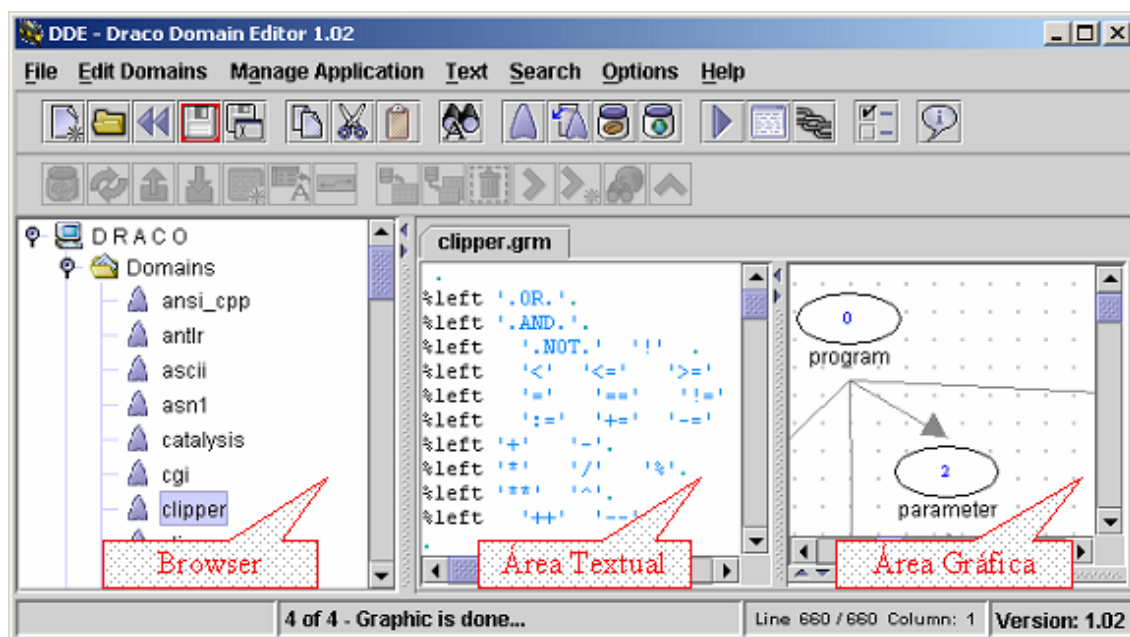 DDE - Draco Domain Editor 1.02
File Edit Domains Manage Application Text Search Options Help
DRACO
Domains
ansi_cpp
antlr
ascii
asn1
catalysis
cgi
clipper
Browser
clipper.grm
.
%left '.OR.'.
%left '.AND.'.
%left '.NOT.' '!' .
%left '<' '<=' '>='
%left '=' '==' '!='
%left ':=' '+=' '-='
%left '+' '-'.
%left '*' '/' '%'.
%left '**' '^'.
%left '++' '--'
.
Área Textual
0
program
2
parameter
Área Gráfica
4 of 4 - Graphic is done...
Line 660 / 660 Column: 1
Version: 1.02